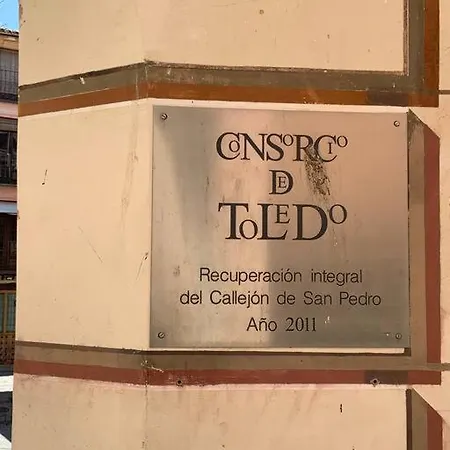 CONSORCIO
DE
TOLEDO
Recuperación integral
del Callejón de San Pedro
Año 2011